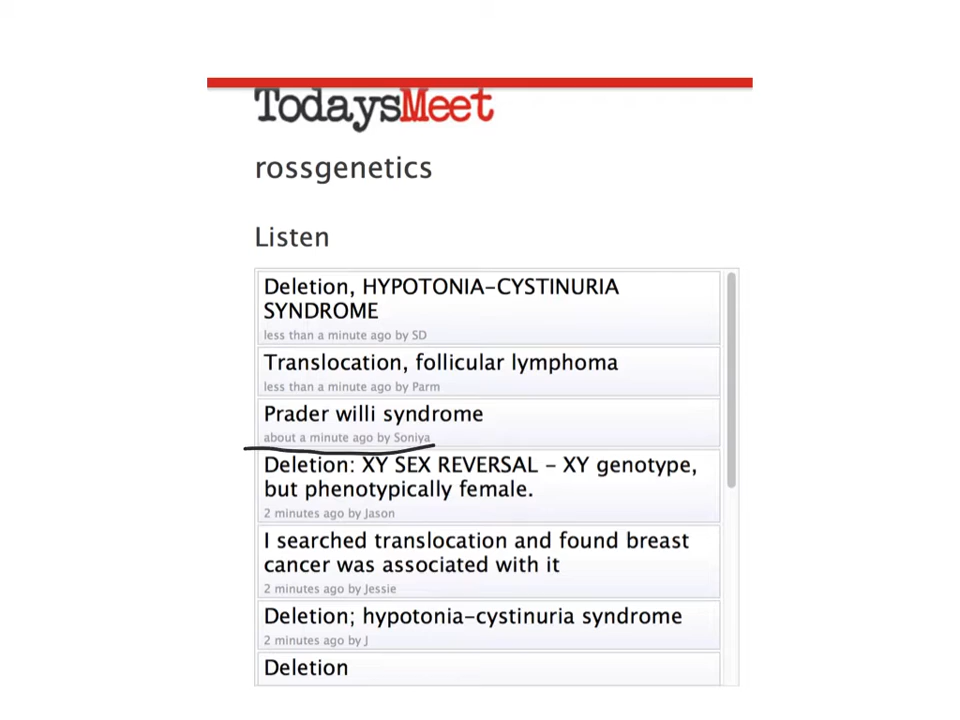 TodaysMeet
rossgenetics
Listen
Deletion, HYPOTONIA-CYSTINURIA
SYNDROME
less than a minute ago by SD
Translocation, follicular lymphoma
less than a minute ago by Parm
Prader willi syndrome
about a minute ago by Soniya
Deletion: XY SEX REVERSAL - XY genotype,
but phenotypically female.
2 minutes ago by Jason
I searched translocation and found breast
cancer was associated with it
2 minutes ago by Jessie
Deletion; hypotonia-cystinuria syndrome
2 minutes ago by J
Deletion